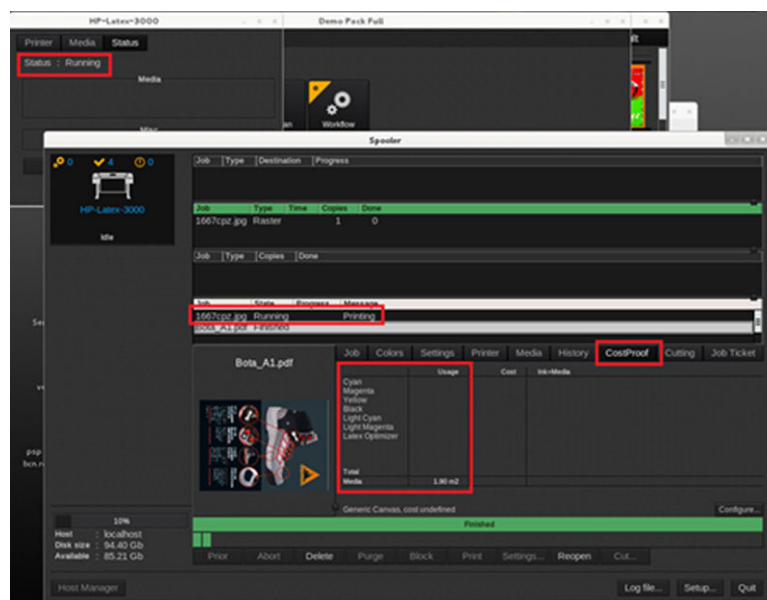 HP-Latex-3000
Demo Pack Full
Printer Media Status
Status : Running
Media
Misc
Workflow
Spooler
0 4 0
HP-Latex-3000
Idle
Job Type Destination Progress
Job Type Time Copies Done
1667cpz.jpg Raster 1 0
Job Type Copies Done
Job State Progress Message
1667cpz.jpg Running Printing
Bota_A1.pdf Finished
Bota_A1.pdf
Job Colors Settings Printer Media History CostProof Cutting Job Ticket
Usage Cost Ink+Media
Cyan
Magenta
Yellow
Black
Light Cyan
Light Magenta
Latex Optimizer
Total
Media 1.90 m2
Generic Canvas, cost undefined
Configure...
10%
Finished
Host : localhost
Disk size : 94.40 Gb
Available : 85.21 Gb
Prior Abort Delete Purge Block Print Settings... Reopen Cut...
Host Manager
Log file... Setup... Quit
psp